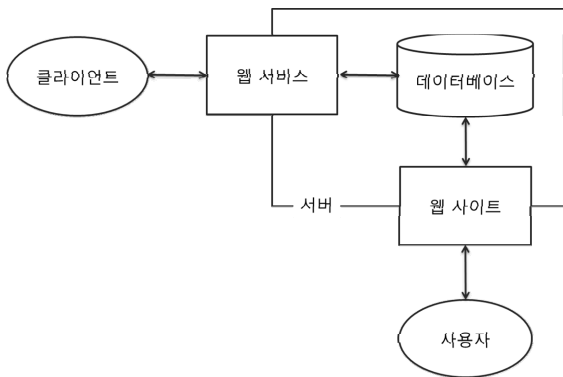 클라이언트
웹 서비스
데이터베이스
서버
웹 사이트
사용자